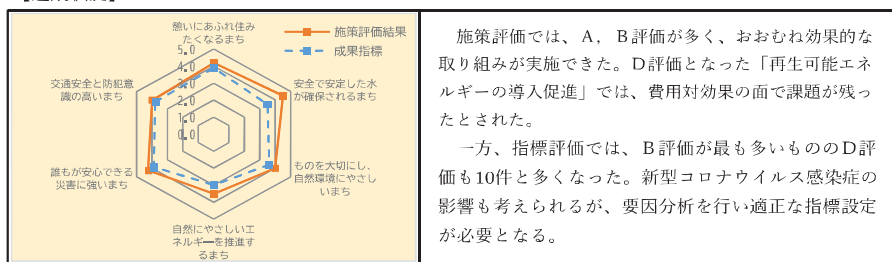 憩いにあふれ住み
たくなるまち
施策評価結果
成果指標
5.0
4.0
3.0
2.0
1.0
0.0
安全で安定した水
が確保されるまち
ものを大切にし、
自然環境にやさし
いまち
自然にやさしいエ
ネルギーを推進す
るまち
誰もが安心できる
災害に強いまち
交通安全と防犯意
識の高いまち
施策評価では、A，B評価が多く、おおむね効果的な
取り組みが実施できた。D評価となった「再生可能エネ
ルギーの導入促進」では、費用対効果の面で課題が残っ
たとされた。
一方、指標評価では、B評価が最も多いもののD評
価も10件と多くなった。新型コロナウイルス感染症の
影響も考えられるが、要因分析を行い適正な指標設定
が必要となる。